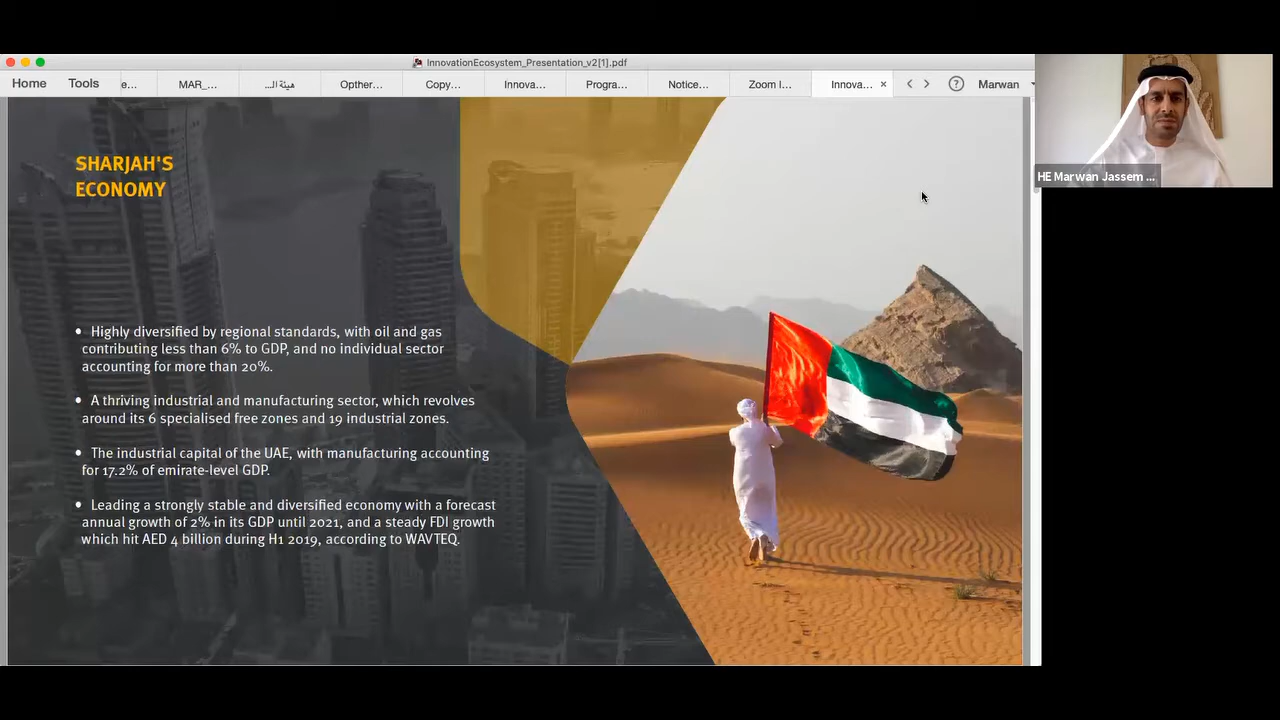 InnovationEcosystem_Presentation_v2[1].pdf
Home Tools e... MAR_... هيئة الـ... Opther... Copy... Innova... Progra... Notice... Zoom I... Innova... × ? Marwan
HE Marwan Jassem ...
SHARJAH'S
ECONOMY
• Highly diversified by regional standards, with oil and gas
contributing less than 6% to GDP, and no individual sector
accounting for more than 20%.
• A thriving industrial and manufacturing sector, which revolves
around its 6 specialised free zones and 19 industrial zones.
• The industrial capital of the UAE, with manufacturing accounting
for 17.2% of emirate-level GDP.
• Leading a strongly stable and diversified economy with a forecast
annual growth of 2% in its GDP until 2021, and a steady FDI growth
which hit AED 4 billion during H1 2019, according to WAVTEQ.